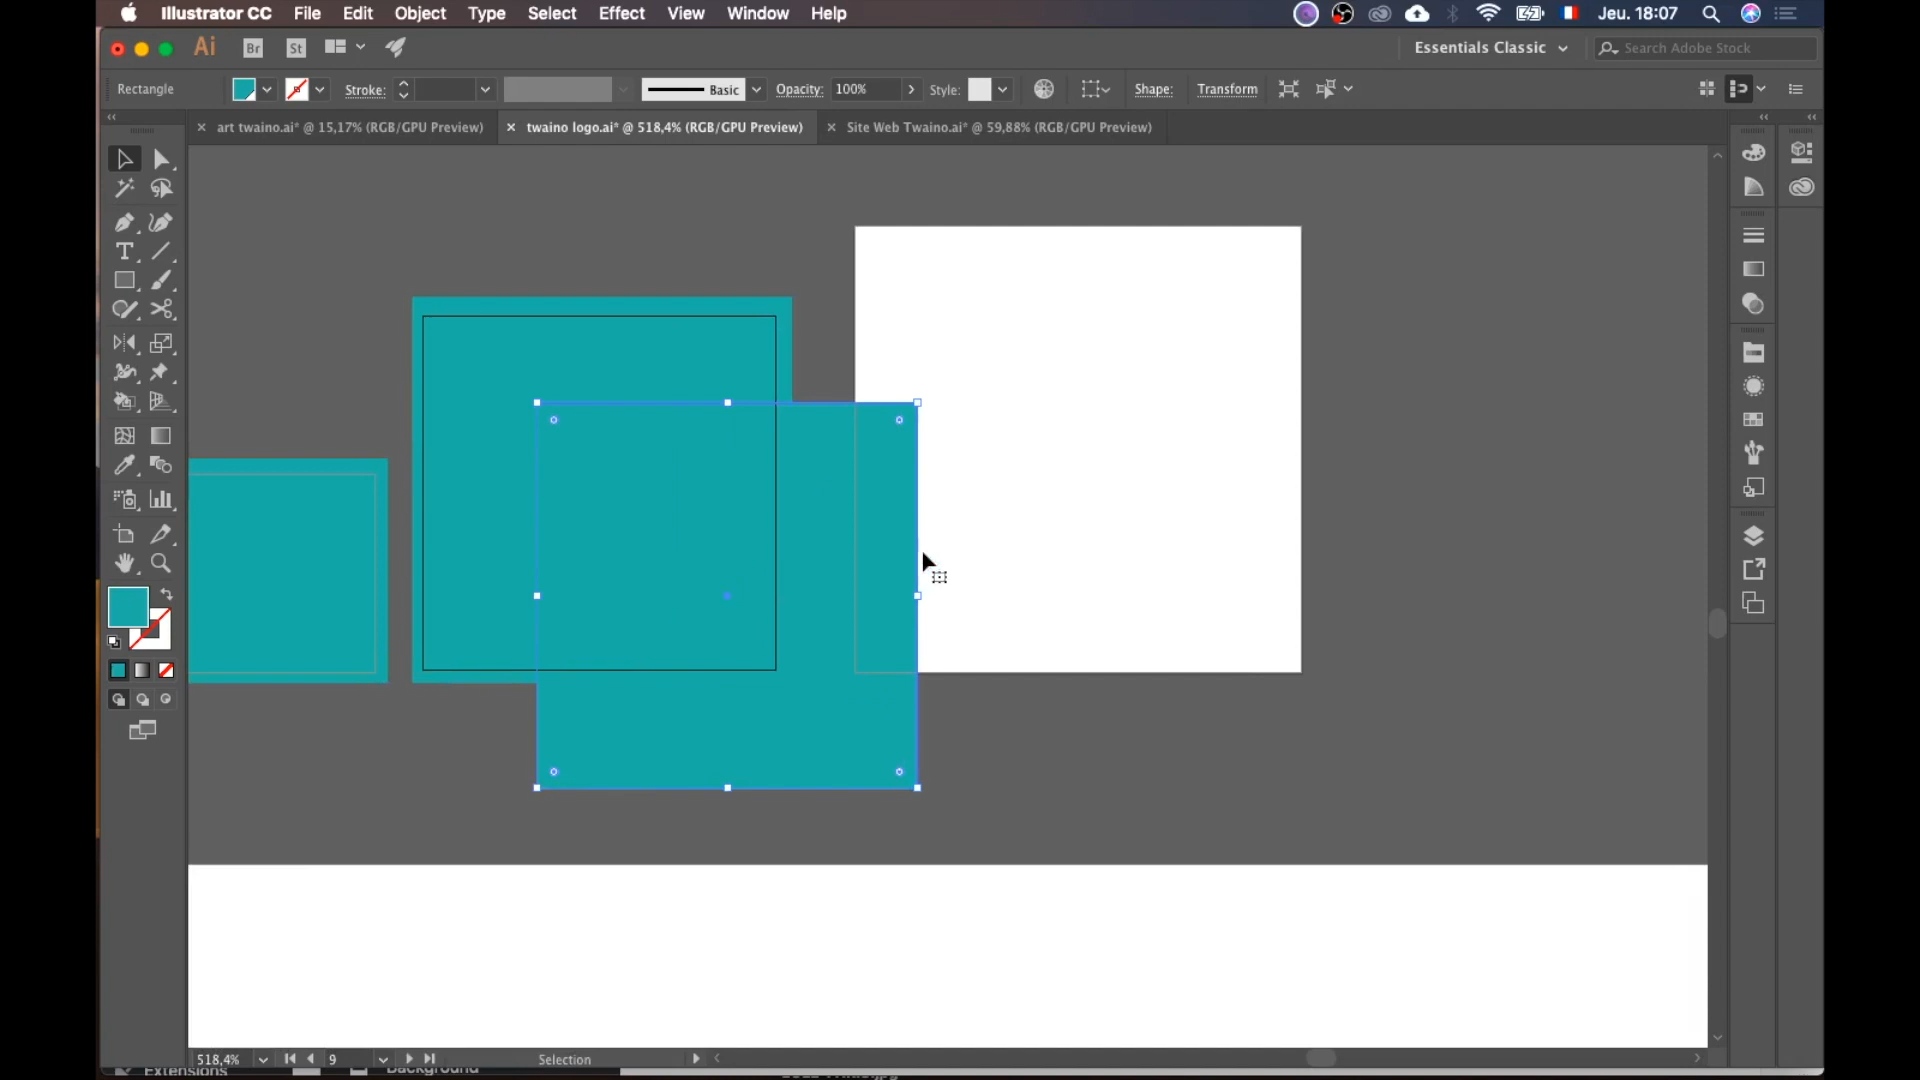 Illustrator CC File Edit Object Type Select Effect View Window Help Jeu. 18:07
Ai Br St Essentials Classic Search Adobe Stock
Rectangle Stroke: Basic Opacity: 100% Style: Shape: Transform
art twaino.ai* @ 15,17% (RGB/GPU Preview) twaino logo.ai* @ 518,4% (RGB/GPU Preview) Site Web Twaino.ai* @ 59,88% (RGB/GPU Preview)
518,4% 9 Selection
Extensions Background